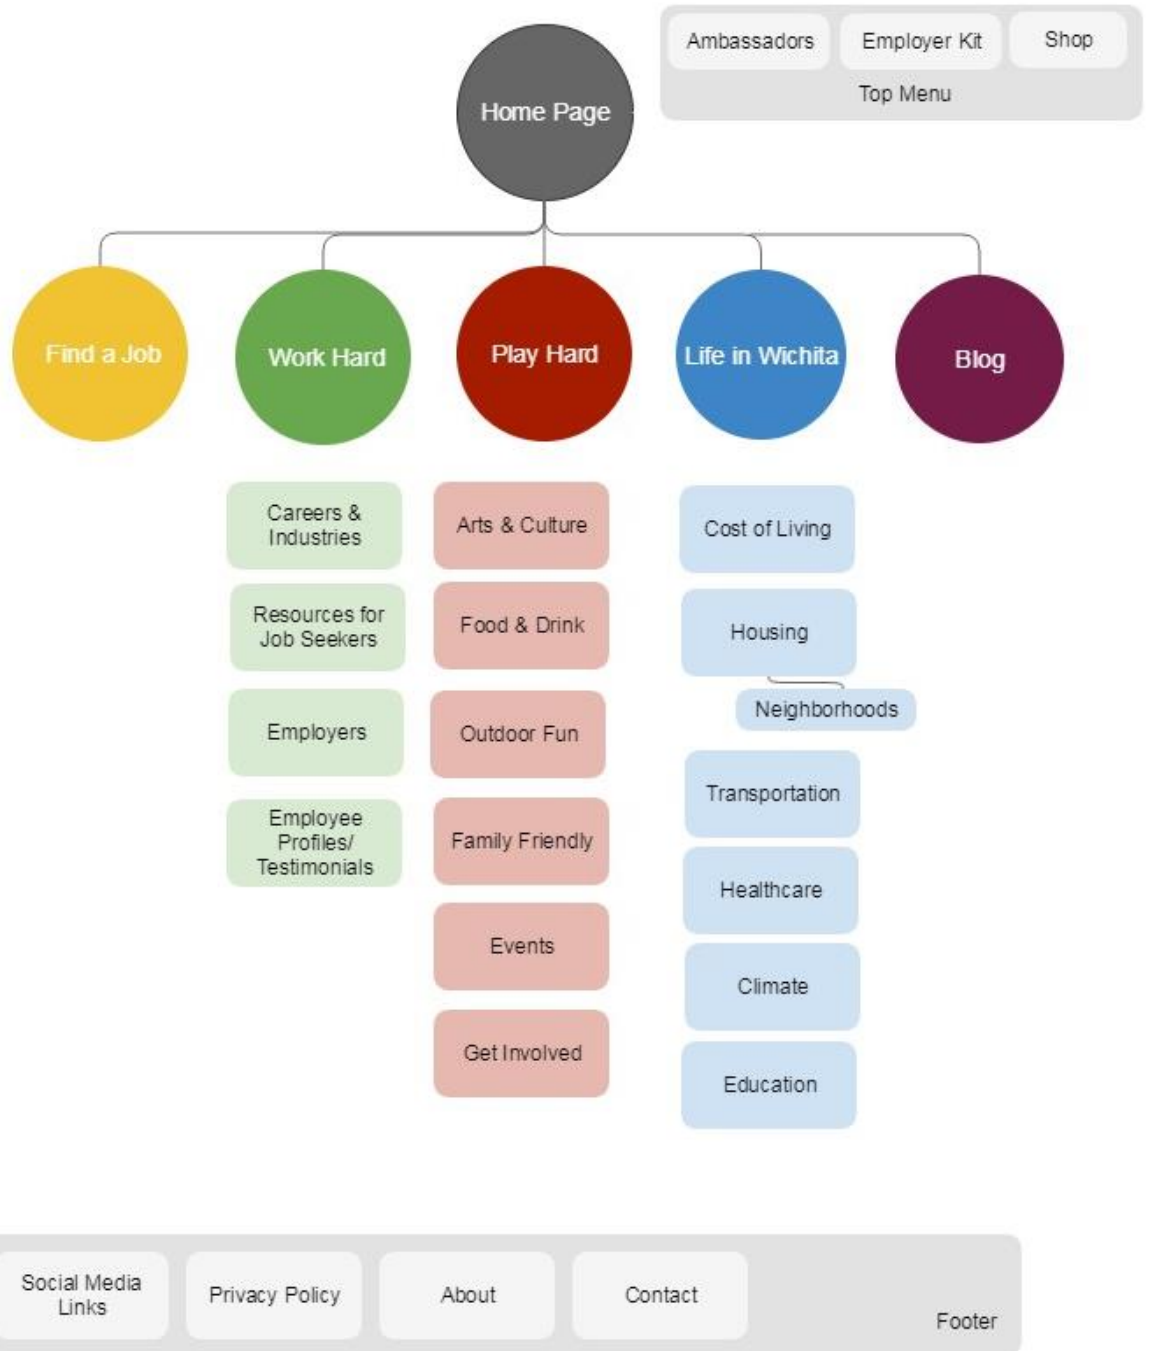 Ambassadors
Employer Kit
Shop
Top Menu
Home Page
Find a Job
Work Hard
Play Hard
Life in Wichita
Blog
Careers &
Industries
Resources for
Job Seekers
Employers
Employee
Profiles/
Testimonials
Arts & Culture
Food & Drink
Outdoor Fun
Family Friendly
Events
Get Involved
Cost of Living
Housing
Neighborhoods
Transportation
Healthcare
Climate
Education
Social Media
Links
Privacy Policy
About
Contact
Footer